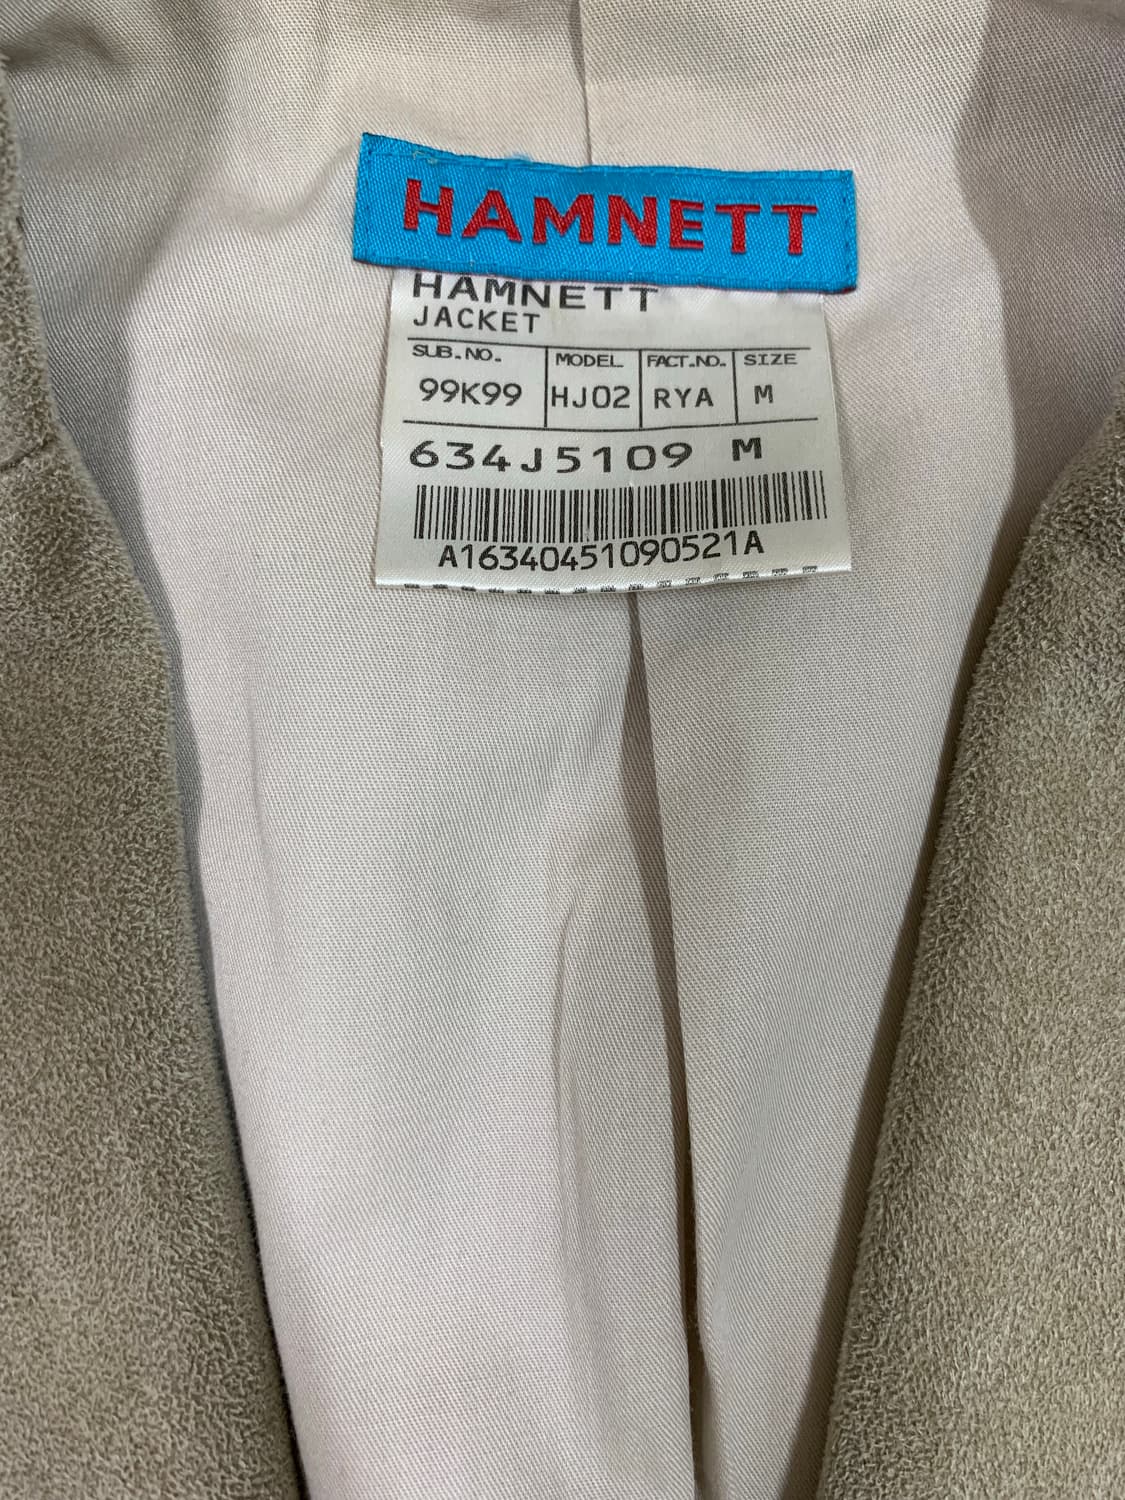 HAMNETT
HAMNETT
JACKET
SUB.NO. MODEL FACT.NO. SIZE
99K99 HJ02 RYA M
634J5109 M
A16340451090521A